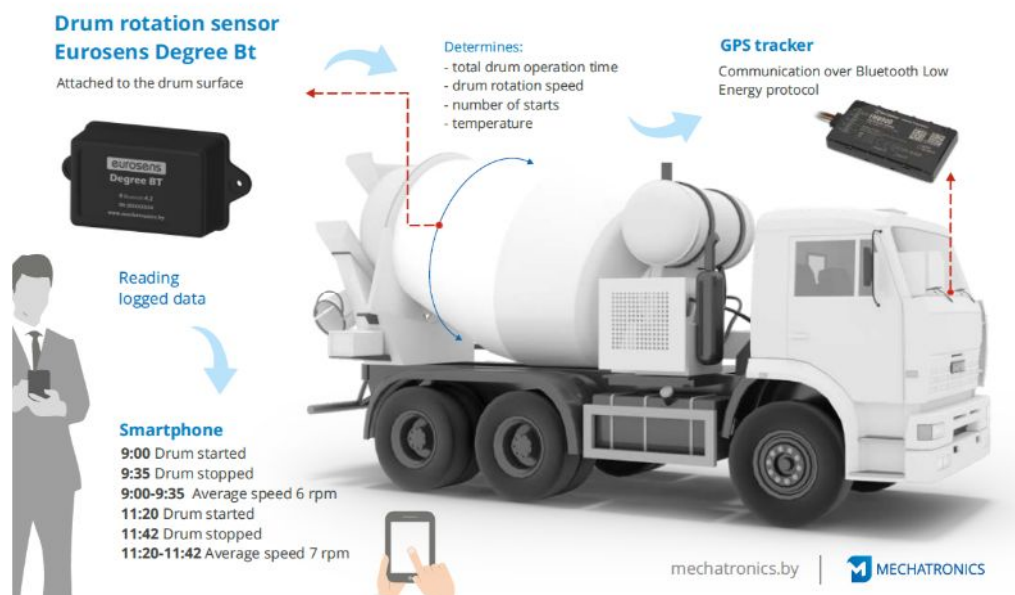 Drum rotation sensor
Eurosens Degree Bt
Attached to the drum surface
Determines:
- total drum operation time
- drum rotation speed
- number of starts
- temperature
GPS tracker
Communication over Bluetooth Low
Energy protocol
eurosens
Degree BT
www.mechatronics.by
Reading
logged data
Smartphone
9:00 Drum started
9:35 Drum stopped
9:00-9:35 Average speed 6 rpm
11:20 Drum started
11:42 Drum stopped
11:20-11:42 Average speed 7 rpm
mechatronics.by
MECHATRONICS